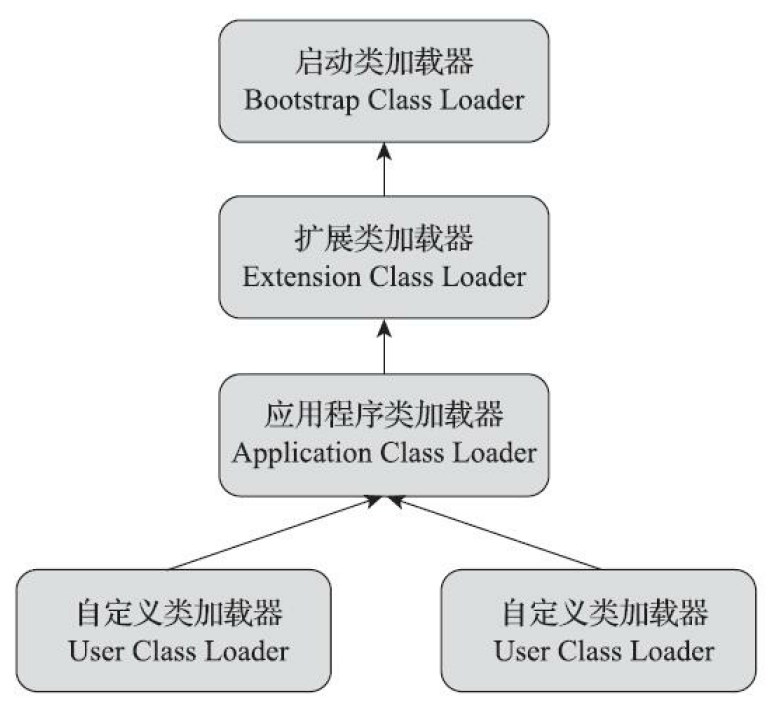 启动类加载器
Bootstrap Class Loader
扩展类加载器
Extension Class Loader
应用程序类加载器
Application Class Loader
自定义类加载器
User Class Loader
自定义类加载器
User Class Loader